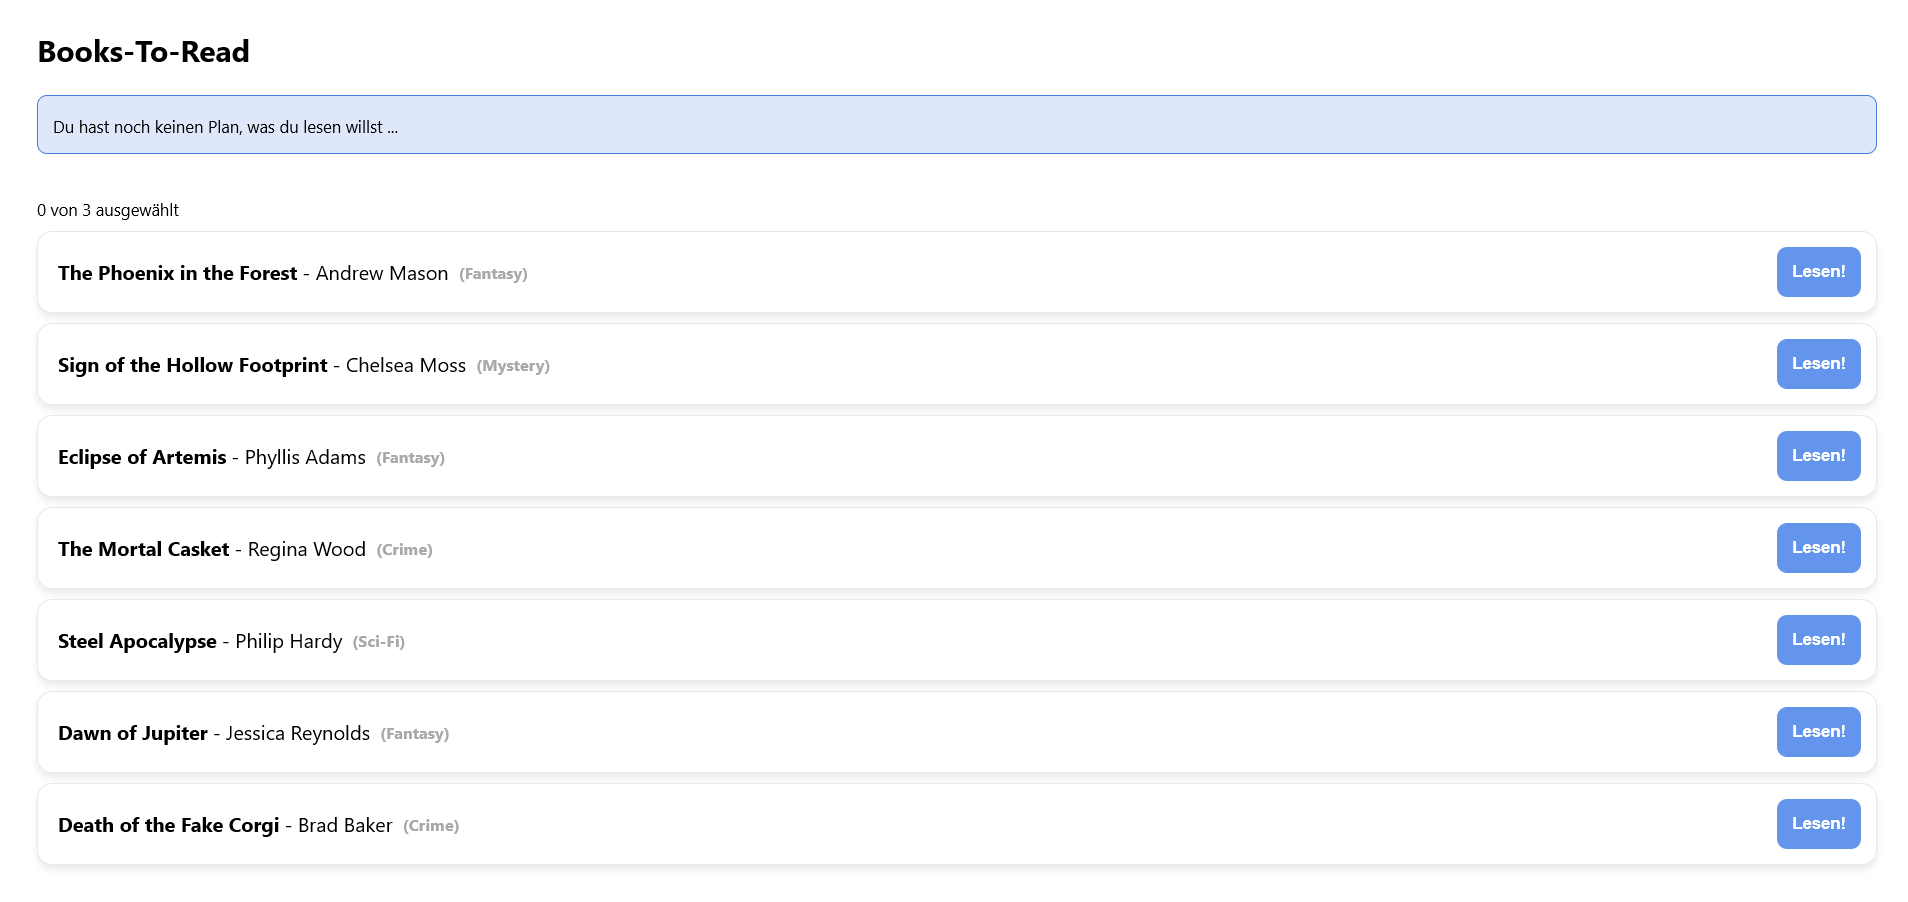 Books-To-Read
Du hast noch keinen Plan, was du lesen willst ...
0 von 3 ausgewählt
The Phoenix in the Forest - Andrew Mason (Fantasy) Lesen!
Sign of the Hollow Footprint - Chelsea Moss (Mystery) Lesen!
Eclipse of Artemis - Phyllis Adams (Fantasy) Lesen!
The Mortal Casket - Regina Wood (Crime) Lesen!
Steel Apocalypse - Philip Hardy (Sci-Fi) Lesen!
Dawn of Jupiter - Jessica Reynolds (Fantasy) Lesen!
Death of the Fake Corgi - Brad Baker (Crime) Lesen!